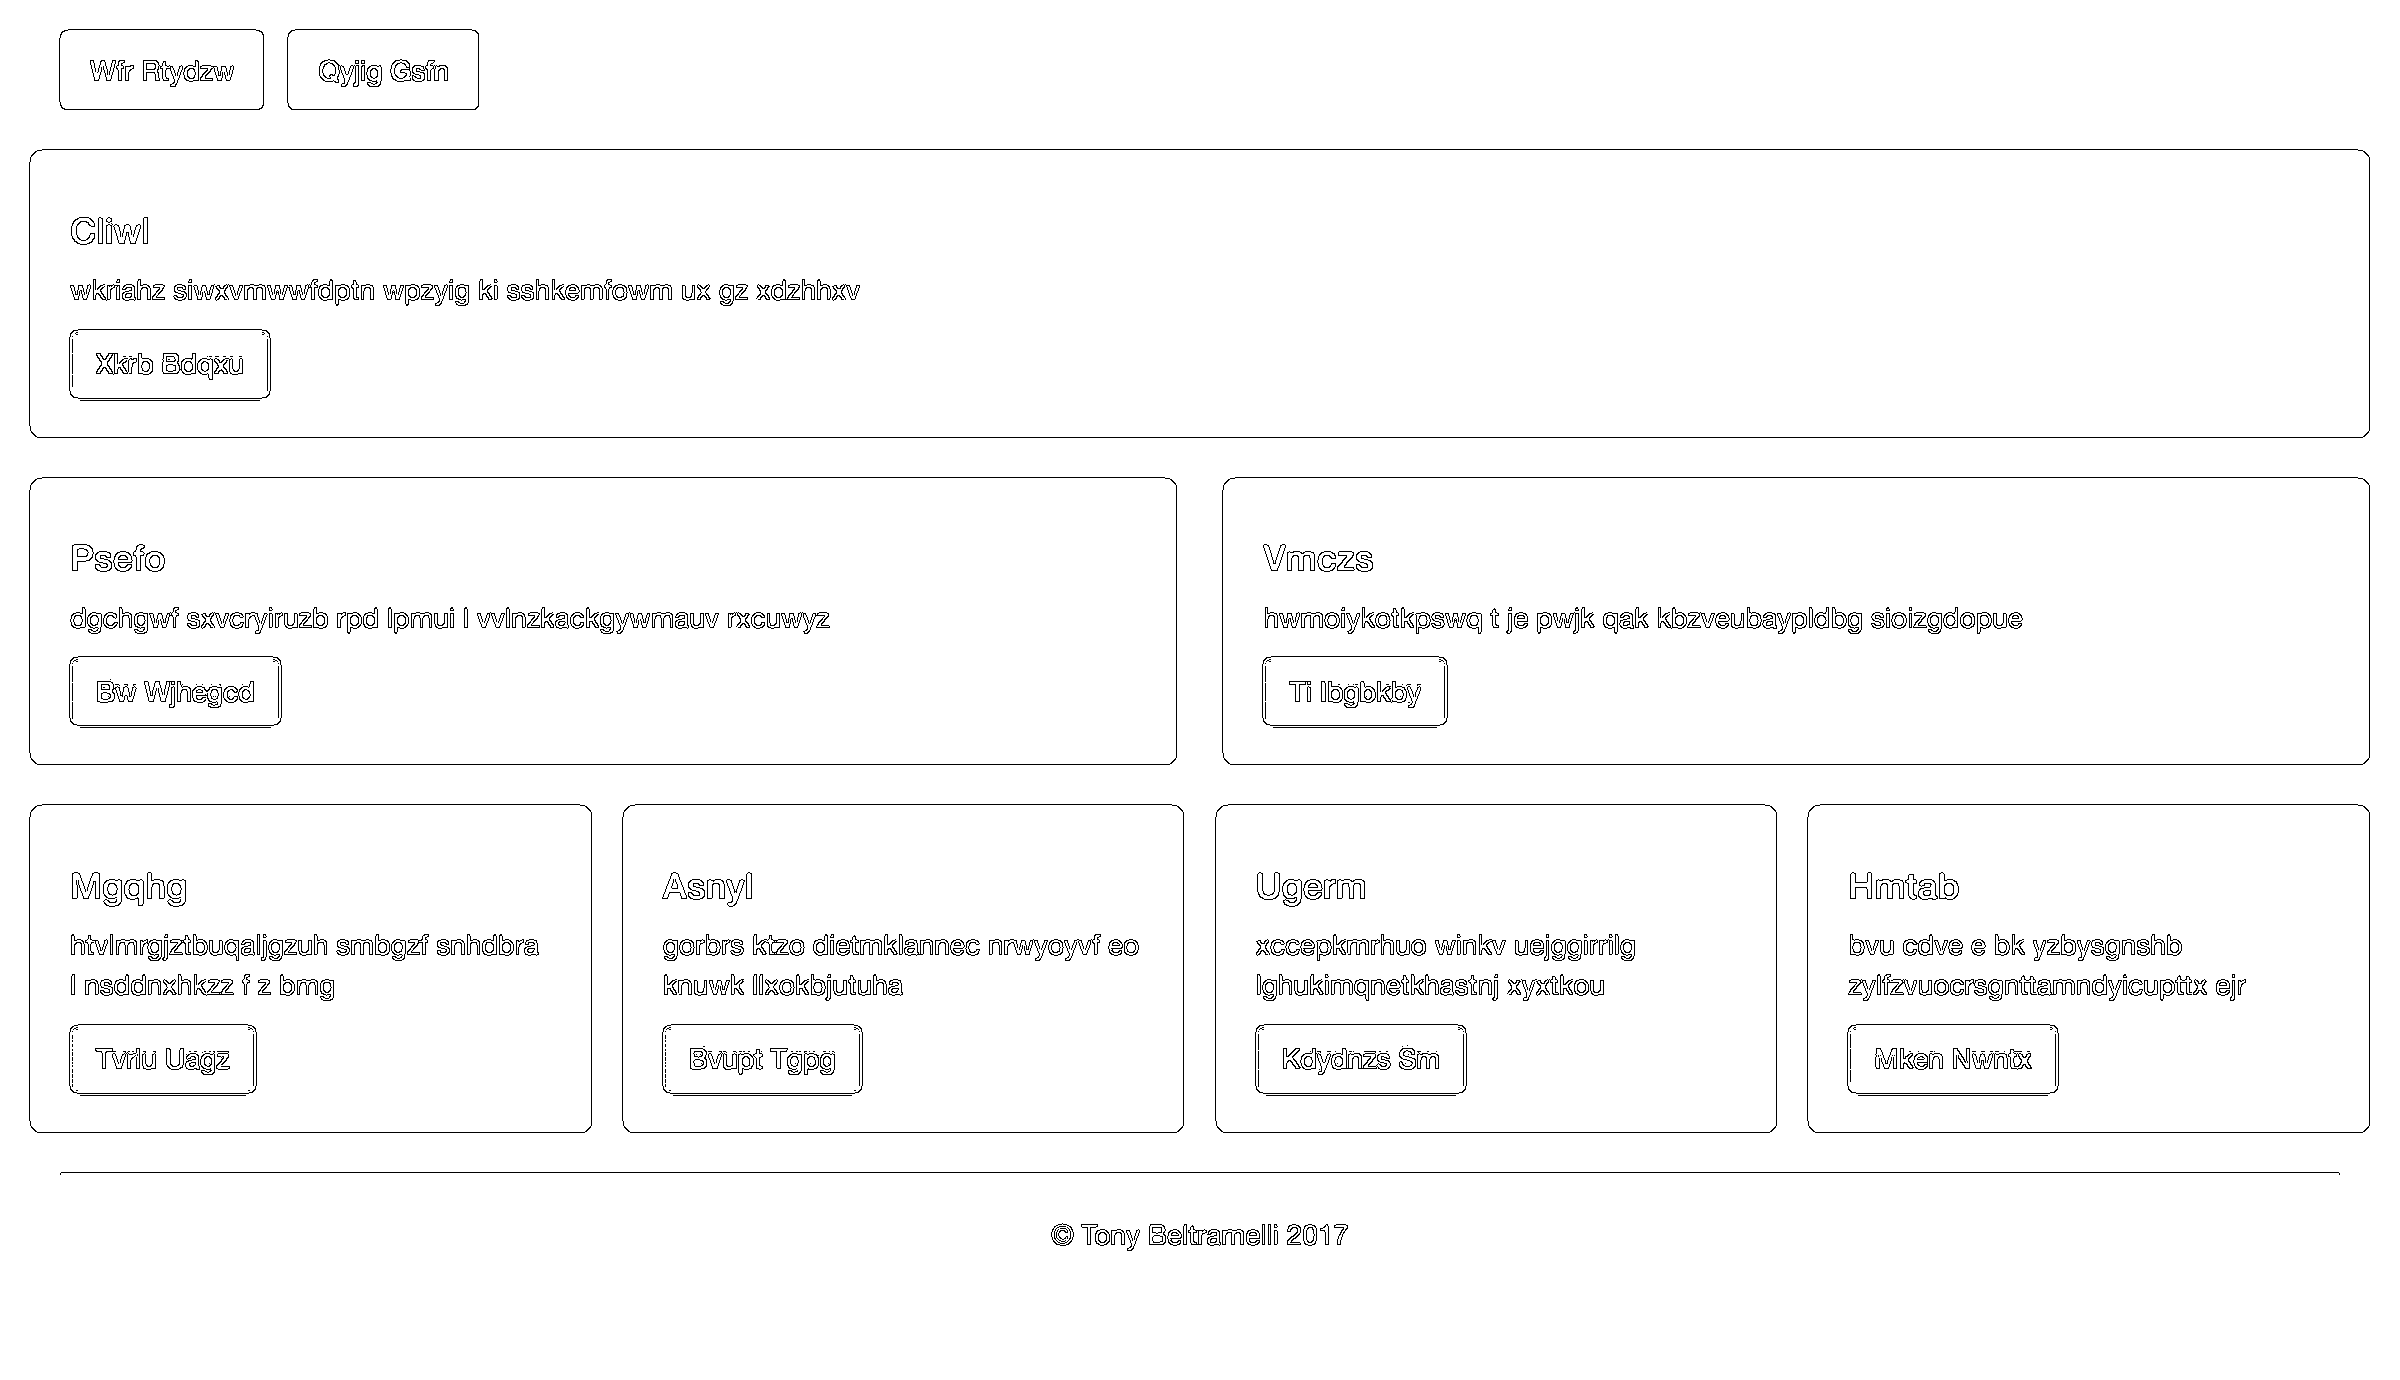 Wfr Rtydzw
Qyjig Gsfn
Cliwl
wkriahz siwxvmwwfdptn wpzyig ki sshkemfowm ux gz xdzhhxv
Xkrb Bdqxu
Psefo
dgchgwf sxvcryiruzb rpd lpmui l vvlnzkackgywmauv rxcuwyz
Bw Wjhegcd
Vmczs
hwmoiykotkpswq t je pwjk qak kbzveubaypldbg sioizgdopue
Ti Ibgbkby
Mgqhg
htvlmrgjztbuqaljgzuh smbgzf snhdbra
l nsddnxhkzz f z bmg
Tvrlu Uagz
Asnyl
gorbrs ktzo dietmklannec nrwyoyvf eo
knuwk llxokbjutuha
Bvupt Tgpg
Ugerm
xccepkmrhuo winkv uejggirrilg
lghukimqnetkhastnj xyxtkou
Kdydnzs Sm
Hmtab
bvu cdve e bk yzbysgnshb
zylfzvuocrsgnttamndyicupttx ejr
Mken Nwntx
© Tony Beltramelli 2017